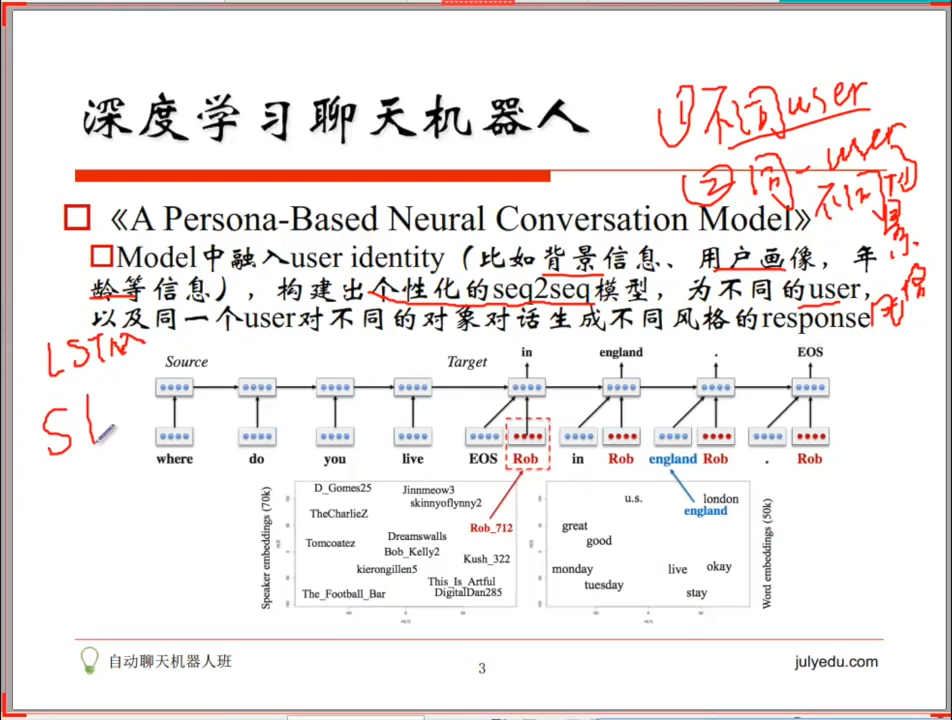 深度学习聊天机器人
①不同user
②同一user
不同
《A Persona-Based Neural Conversation Model》
Model中融入user identity（比如背景信息、用户画像，年
龄等信息），构建出个性化的seq2seq模型，为不同的user，
以及同一个user对不同的对象对话生成不同风格的response
风格
LSTM
Source
Target
in england . EOS
where do you live EOS Rob in Rob england Rob . Rob
Speaker embeddings (70k)
D_Gomes25
Jinnmeow3
skinnyoflynny2
TheCharlieZ
Rob_712
Dreamswalls
Tomcoatez
Bob_Kelly2
Kush_322
kierongillen5
This_Is_Artful
The_Football_Bar
DigitalDan285
u.s.
london
england
great
good
monday
live
okay
tuesday
stay
Word embeddings (50k)
自动聊天机器人班
3
julyedu.com